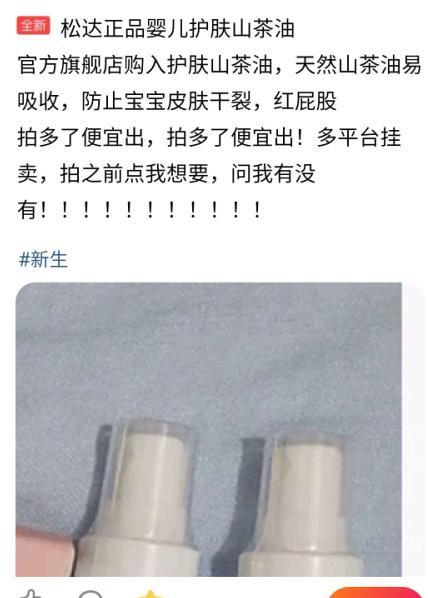 全新 松达正品婴儿护肤山茶油
官方旗舰店购入护肤山茶油，天然山茶油易
吸收，防止宝宝皮肤干裂，红屁股
拍多了便宜出，拍多了便宜出！多平台挂
卖，拍之前点我想要，问我有没
有！！！！！！！！！！！
#新生